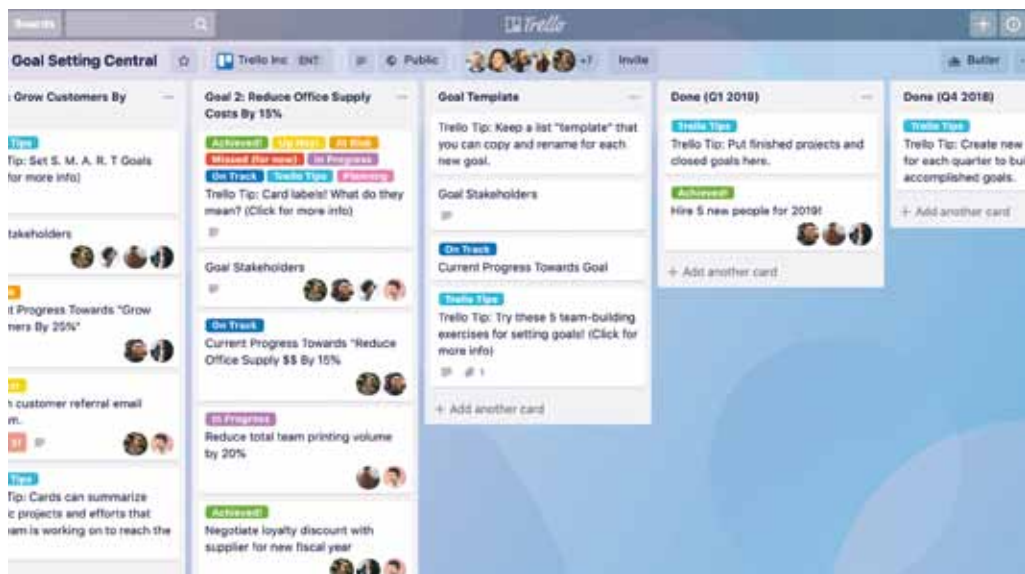 Search
Trello
Goal Setting Central
Trello Inc ENT
Public
+7
Invite
Butler
Grow Customers By
Tips
Tip: Set S. M. A. R. T Goals
for more info)
takeholders
t Progress Towards "Grow
mers By 25%"
customer referral email
Tips
Tip: Cards can summarize
c projects and efforts that
am is working on to reach the
Goal 2: Reduce Office Supply
Costs By 15%
Achieved! Up Next At Risk
Missed (for now) In Progress
On Track Trello Tips Planning
Trello Tip: Card labels! What do they
mean? (Click for more info)
Goal Stakeholders
On Track
Current Progress Towards "Reduce
Office Supply $$ By 15%
In Progress
Reduce total team printing volume
by 20%
Achieved!
Negotiate loyalty discount with
supplier for new fiscal year
Goal Template
Trello Tip: Keep a list "template" that
you can copy and rename for each
new goal.
Goal Stakeholders
On Track
Current Progress Towards Goal
Trello Tips
Trello Tip: Try these 5 team-building
exercises for setting goals! (Click for
more info)
1
+ Add another card
Done (Q1 2019)
Trello Tips
Trello Tip: Put finished projects and
closed goals here.
Achieved!
Hire 5 new people for 2019!
+ Add another card
Done (Q4 2018)
Trello Tips
Trello Tip: Create new
for each quarter to bui
accomplished goals.
+ Add another card